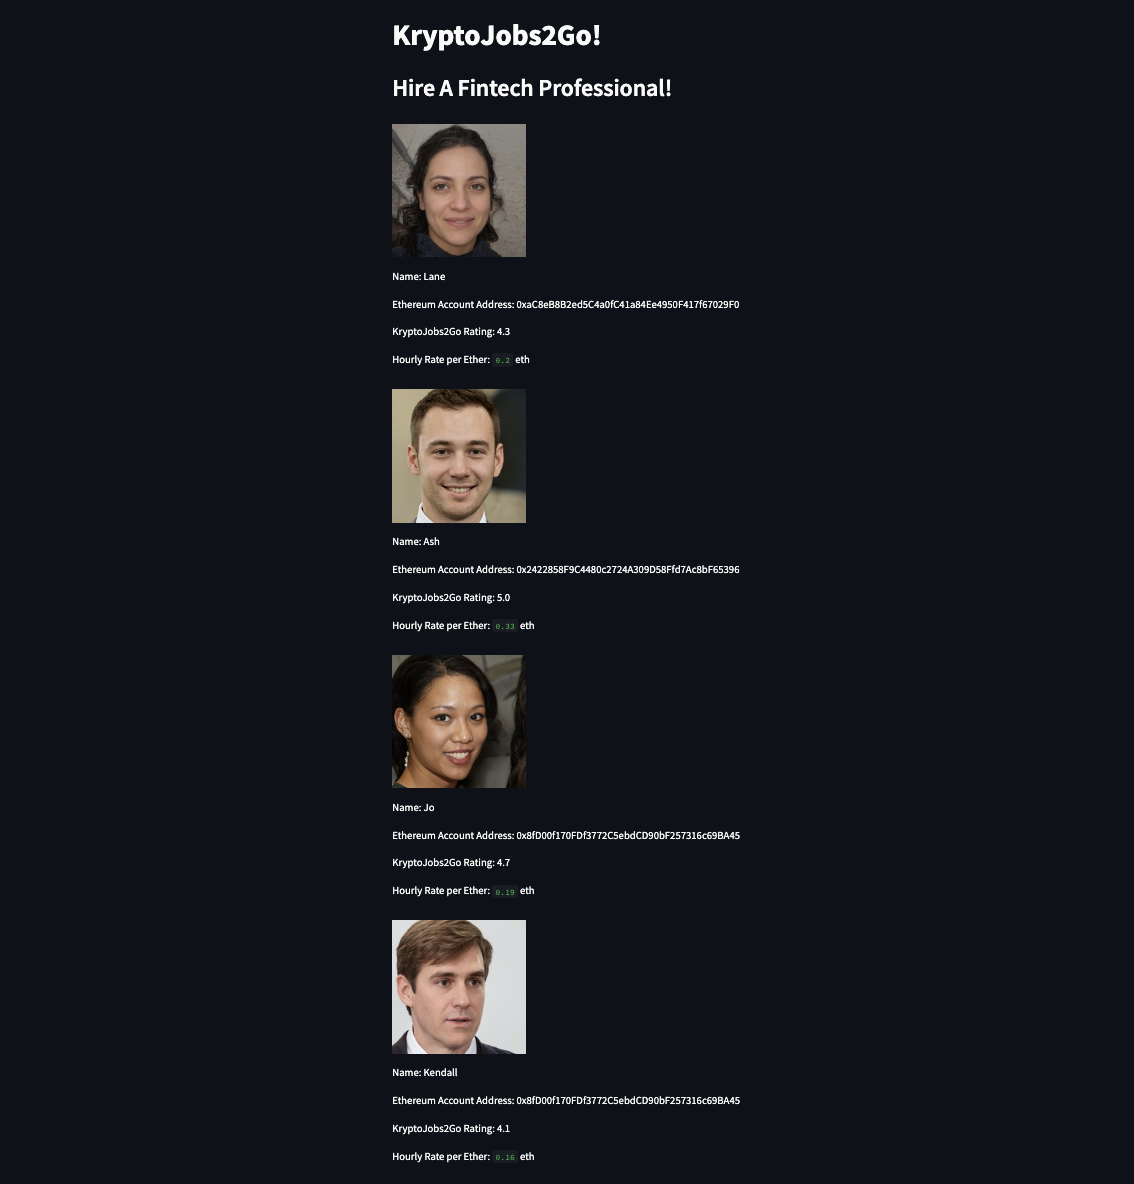 KryptoJobs2Go!
Hire A Fintech Professional!
Name: Lane
Ethereum Account Address: 0xaC8eB8B2ed5C4a0fC41a84Ee4950F417f67029F0
KryptoJobs2Go Rating: 4.3
Hourly Rate per Ether: 0.2 eth
Name: Ash
Ethereum Account Address: 0x2422858F9C4480c2724A309D58Ffd7Ac8bF65396
KryptoJobs2Go Rating: 5.0
Hourly Rate per Ether: 0.33 eth
Name: Jo
Ethereum Account Address: 0x8fD00f170FDf3772C5ebdCD90bF257316c69BA45
KryptoJobs2Go Rating: 4.7
Hourly Rate per Ether: 0.19 eth
Name: Kendall
Ethereum Account Address: 0x8fD00f170FDf3772C5ebdCD90bF257316c69BA45
KryptoJobs2Go Rating: 4.1
Hourly Rate per Ether: 0.16 eth